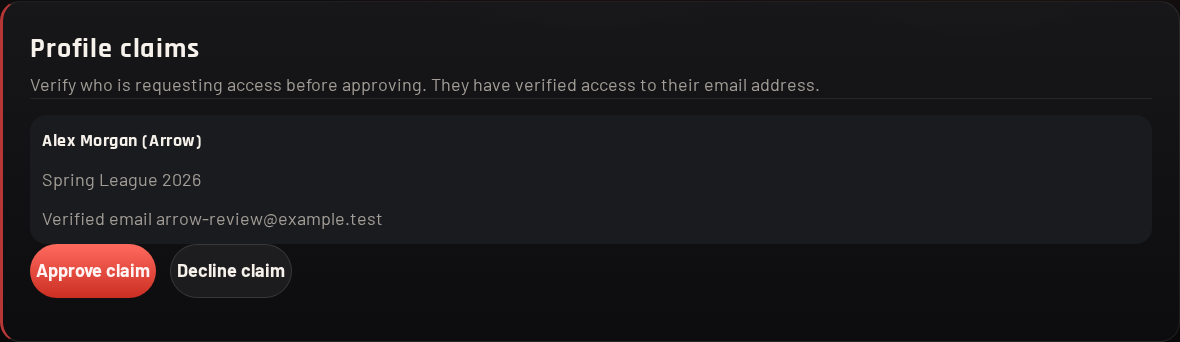 Profile claims
Verify who is requesting access before approving. They have verified access to their email address.
Alex Morgan (Arrow)
Spring League 2026
Verified email arrow-review@example.test
Approve claim
Decline claim